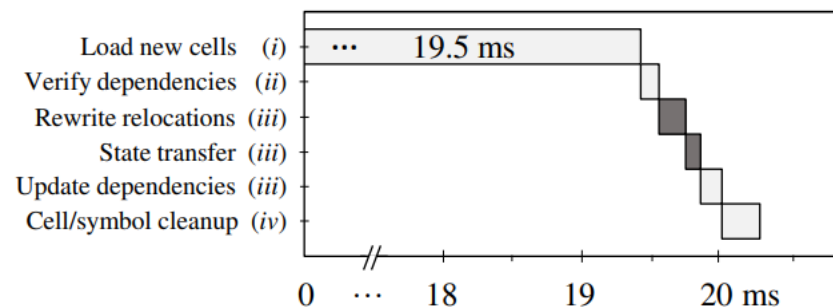 Load new cells (i)
··· 19.5 ms
Verify dependencies (ii)
Rewrite relocations (iii)
State transfer (iii)
Update dependencies (iii)
Cell/symbol cleanup (iv)
0 ··· 18 19 20 ms